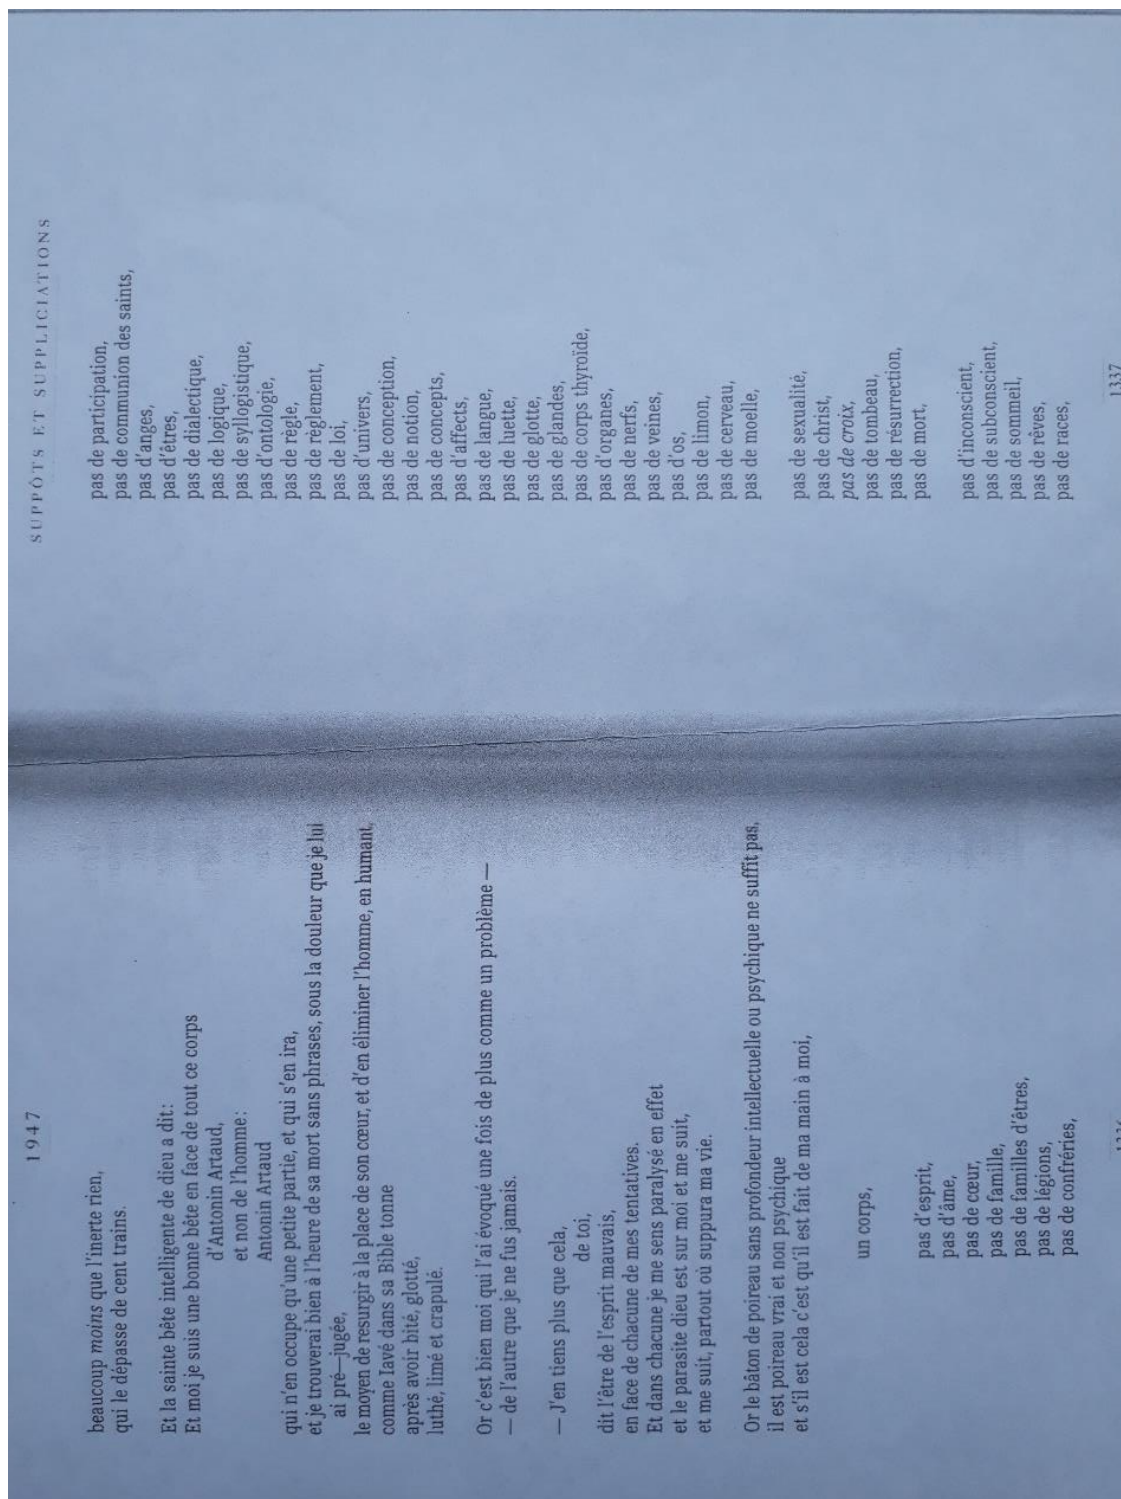 1947
beaucoup moins que l'inerte rien,
qui le dépasse de cent trains.
Et la sainte bête intelligente de dieu a dit :
Et moi je suis une bonne bête en face de tout ce corps
d'Antonin Artaud,
et non de l'homme :
Antonin Artaud
qui n'en occupe qu'une petite partie, et qui s'en ira,
et je trouverai bien à l'heure de sa mort sans phrases, sous la douleur que je lui
ai pré—jugée,
le moyen de resurgir à la place de son cœur, et d'en éliminer l'homme, en humant,
comme Iavé dans sa Bible tonne
après avoir bité, glotté,
luthé, limé et crapulé.
Or c'est bien moi qui l'ai évoqué une fois de plus comme un problème —
— de l'autre que je ne fus jamais.
— J'en tiens plus que cela,
de toi,
dit l'être de l'esprit mauvais,
en face de chacune de mes tentatives.
Et dans chacune je me sens paralysé en effet
et le parasite dieu est sur moi et me suit,
et me suit, partout où suppura ma vie.
Or le bâton de poireau sans profondeur intellectuelle ou psychique ne suffit pas,
il est poireau vrai et non psychique
et s'il est cela c'est qu'il est fait de ma main à moi,
un corps,
pas d'esprit,
pas d'âme,
pas de cœur,
pas de famille,
pas de familles d'êtres,
pas de légions,
pas de confréries,
1336
SUPPÔTS ET SUPPLICIATIONS
pas de participation,
pas de communion des saints,
pas d'anges,
pas d'êtres,
pas de dialectique,
pas de logique,
pas de syllogistique,
pas d'ontologie,
pas de règle,
pas de règlement,
pas de loi,
pas d'univers,
pas de conception,
pas de notion,
pas de concepts,
pas d'affects,
pas de langue,
pas de luette,
pas de glotte,
pas de glandes,
pas de corps thyroïde,
pas d'organes,
pas de nerfs,
pas de veines,
pas d'os,
pas de limon,
pas de cerveau,
pas de moelle,
pas de sexualité,
pas de christ,
pas de croix,
pas de tombeau,
pas de résurrection,
pas de mort,
pas d'inconscient,
pas de subconscient,
pas de sommeil,
pas de rêves,
pas de races,
1337